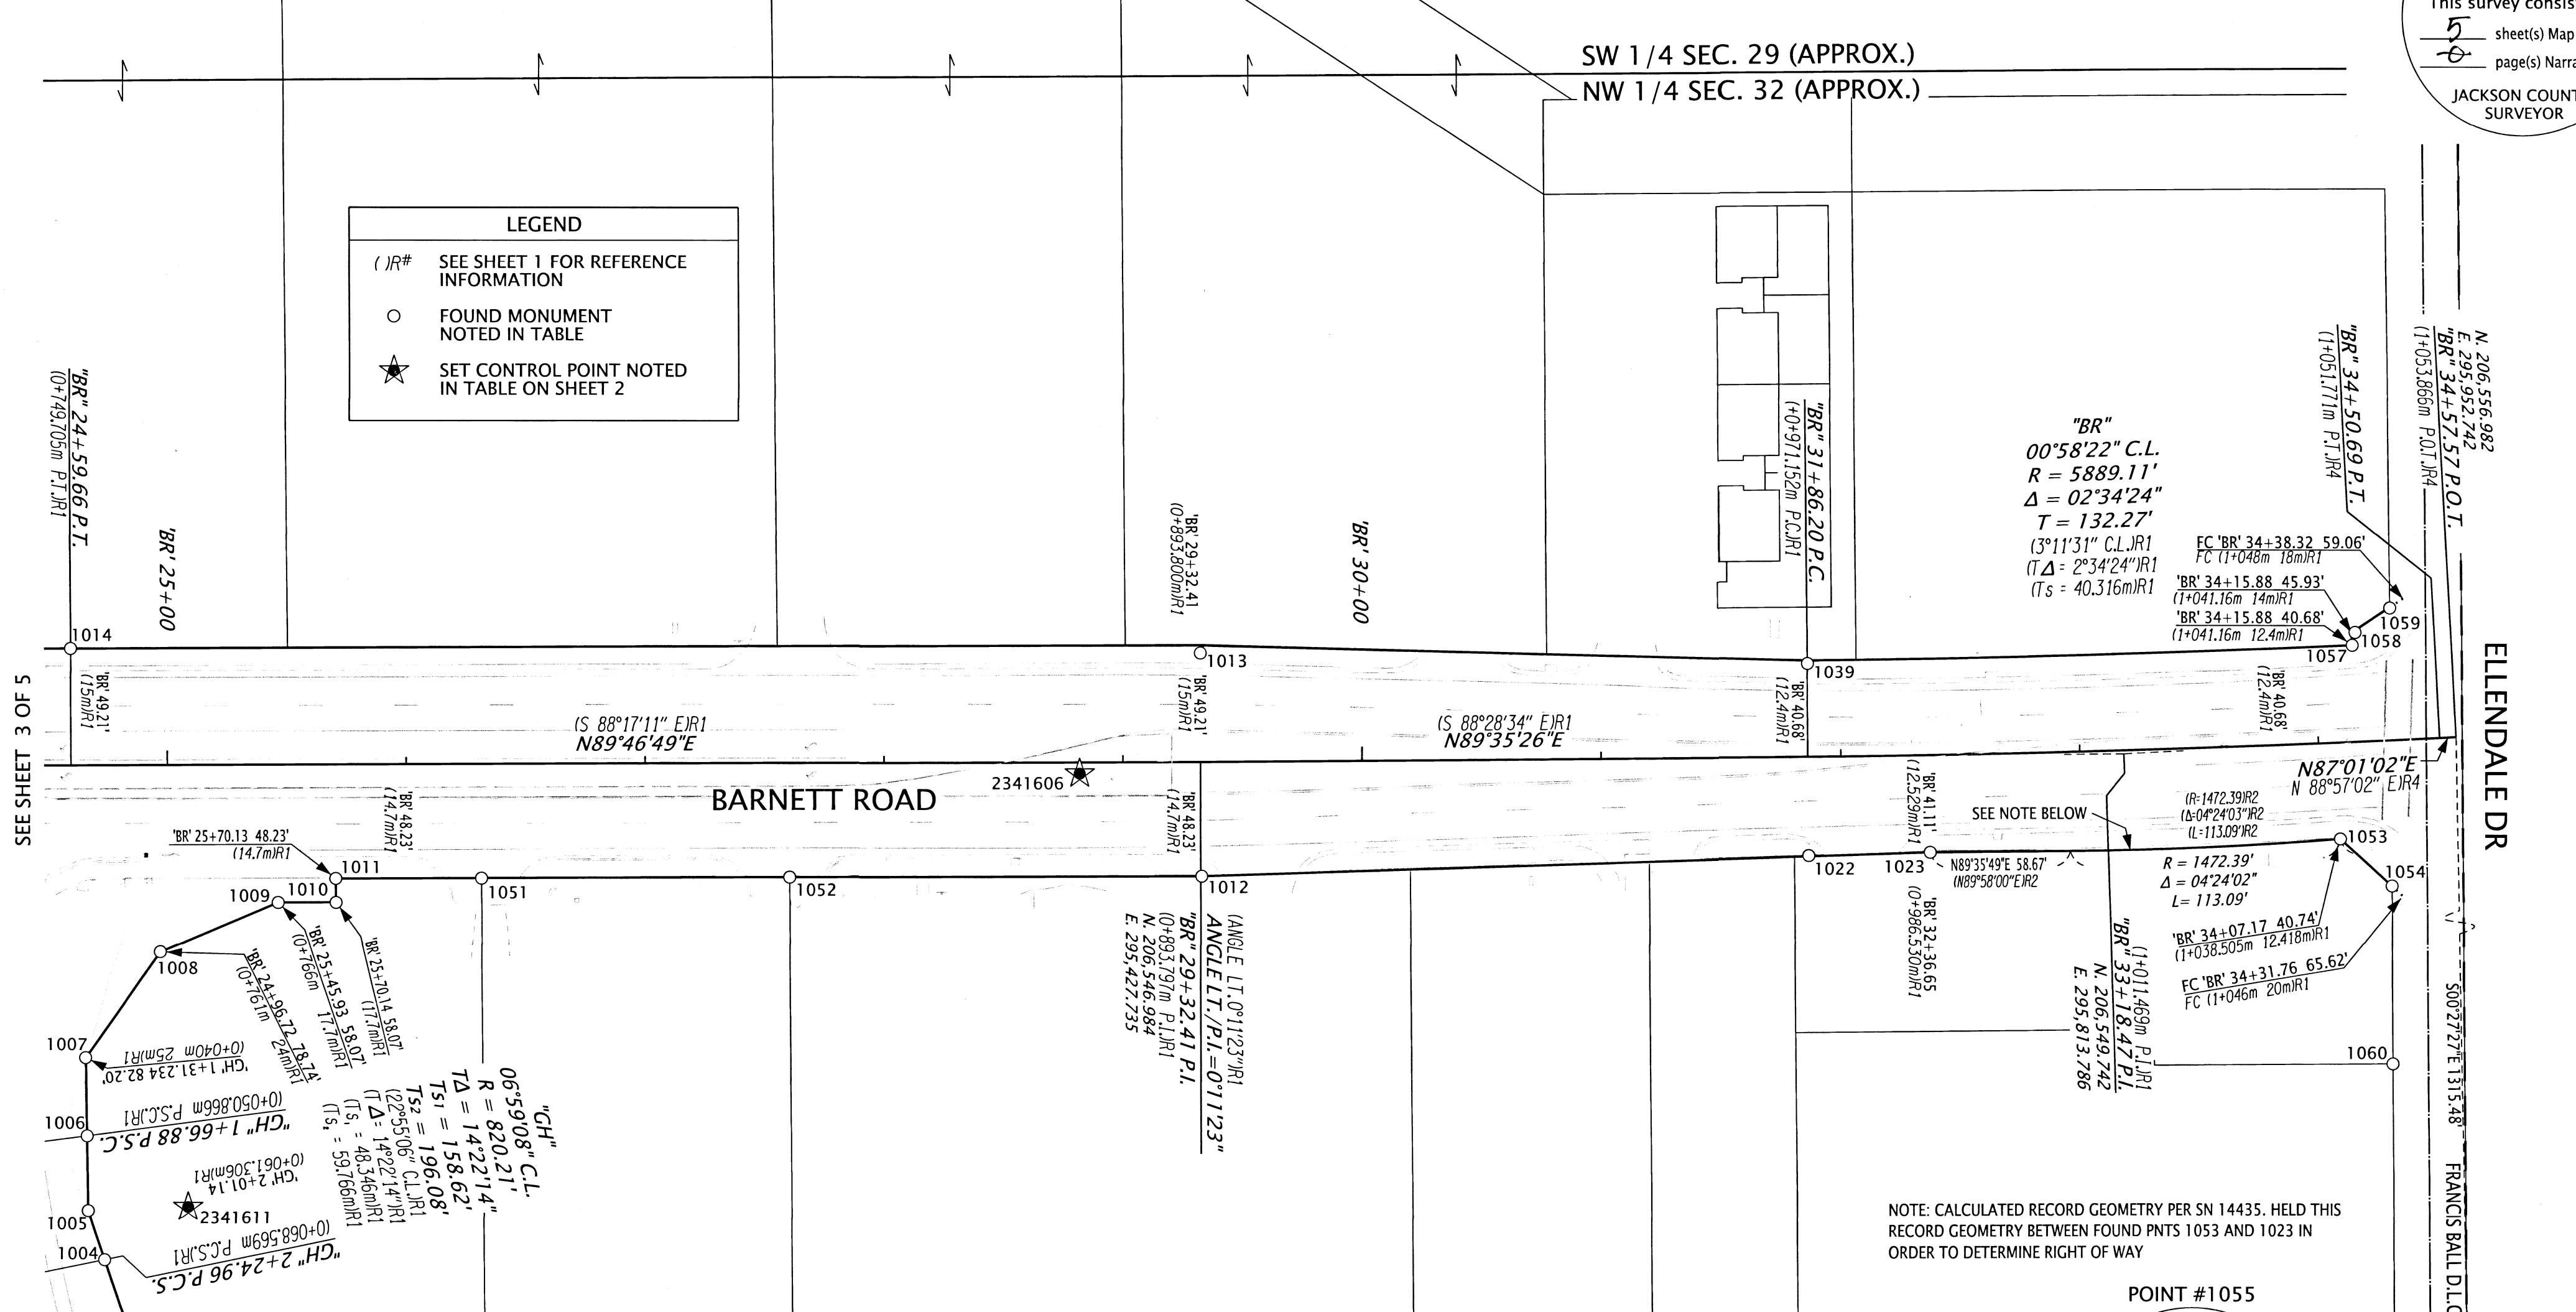 This survey consis
5 sheet(s) Map
0 page(s) Narra
JACKSON COUNT
SURVEYOR
SW 1/4 SEC. 29 (APPROX.)
NW 1/4 SEC. 32 (APPROX.)
LEGEND
( )R# SEE SHEET 1 FOR REFERENCE
INFORMATION
FOUND MONUMENT
NOTED IN TABLE
SET CONTROL POINT NOTED
IN TABLE ON SHEET 2
SEE SHEET 3 OF 5
"BR" 24+59.66 P.T.
(0+749.705m P.T.)R1
'BR' 25+00
'BR' 29+32.41
(0+893.800m)R1
'BR' 30+00
"BR" 31+86.20 P.C.
(+0+971.152m P.C.)R1
"BR"
00°58'22" C.L.
R = 5889.11'
Δ = 02°34'24"
T = 132.27'
(3°11'31" C.L.)R1
(TΔ = 2°34'24")R1
(Ts = 40.316m)R1
"BR" 34+50.69 P.T.
(1+051.771m P.T.)R4
N. 206,556.982
E. 295,952.742
"BR" 34+57.57 P.O.T.
(1+053.866m P.O.T.)R4
FC 'BR' 34+38.32 59.06'
FC (1+048m 18m)R1
'BR' 34+15.88 45.93'
(1+041.16m 14m)R1
'BR' 34+15.88 40.68'
(1+041.16m 12.4m)R1
1059
1058
1057
1014
1013
1039
'BR' 49.21'
(15m)R1
'BR' 49.21'
(15m)R1
'BR' 40.68'
(12.4m)R1
'BR' 40.68'
(12.4m)R1
(S 88°17'11" E)R1
N89°46'49"E
(S 88°28'34" E)R1
N89°35'26"E
N87°01'02"E
N 88°57'02" E)R4
ELLENDALE DR
2341606
BARNETT ROAD
'BR' 48.23'
(14.7m)R1
'BR' 48.23'
(14.7m)R1
'BR' 41.11'
(12.529m)R1
SEE NOTE BELOW
(R=1472.39)R2
(Δ=04°24'03")R2
(L=113.09')R2
'BR' 25+70.13 48.23'
(14.7m)R1
1011
1010
1009
1051
1052
1012
1022
1023
N89°35'49"E 58.67'
(N89°58'00"E)R2
R = 1472.39'
Δ = 04°24'02"
L= 113.09'
1053
1054
'BR' 34+07.17 40.74'
(1+038.505m 12.418m)R1
FC 'BR' 34+31.76 65.62'
FC (1+046m 20m)R1
'BR' 32+36.65
(0+986.530m)R1
(1+011.469m P.I.)R1
"BR" 33+18.47 P.I.
N. 206,549.742
E. 295,813.786
(ANGLE LT.0°11'23")R1
ANGLE LT./P.I.=0°11'23"
"BR" 29+32.41 P.I.
(0+893.797m P.I.)R1
N. 206,546.984
E. 295,427.735
'BR' 25+70.14 58.07'
(17.7m)R1
'BR' 25+45.93 58.07'
(0+766m 17.7m)R1
'BR' 24+96.72 78.74'
(0+761m 24m)R1
1008
1007
'GH' 1+31.234 82.20'
(0+040m 25m)R1
1006
"GH" 1+66.88 P.S.C.
(0+050.866m P.S.C.)R1
'GH' 2+01.14
(0+061.306m)R1
2341611
1005
1004
"GH" 2+24.96 P.C.S.
(0+068.569m P.C.S.)R1
"GH"
06°59'08" C.L.
R = 820.21'
TΔ = 14°22'14"
Ts1 = 158.62'
Ts2 = 196.08'
(22°55'06" C.L.)R1
(TΔ = 14°22'14")R1
(Ts₁ = 48.346m)R1
(Ts₂ = 59.766m)R1
1060
S00°27'27"E 1315.48'
FRANCIS BALL D.L.C
NOTE: CALCULATED RECORD GEOMETRY PER SN 14435. HELD THIS
RECORD GEOMETRY BETWEEN FOUND PNTS 1053 AND 1023 IN
ORDER TO DETERMINE RIGHT OF WAY
POINT #1055